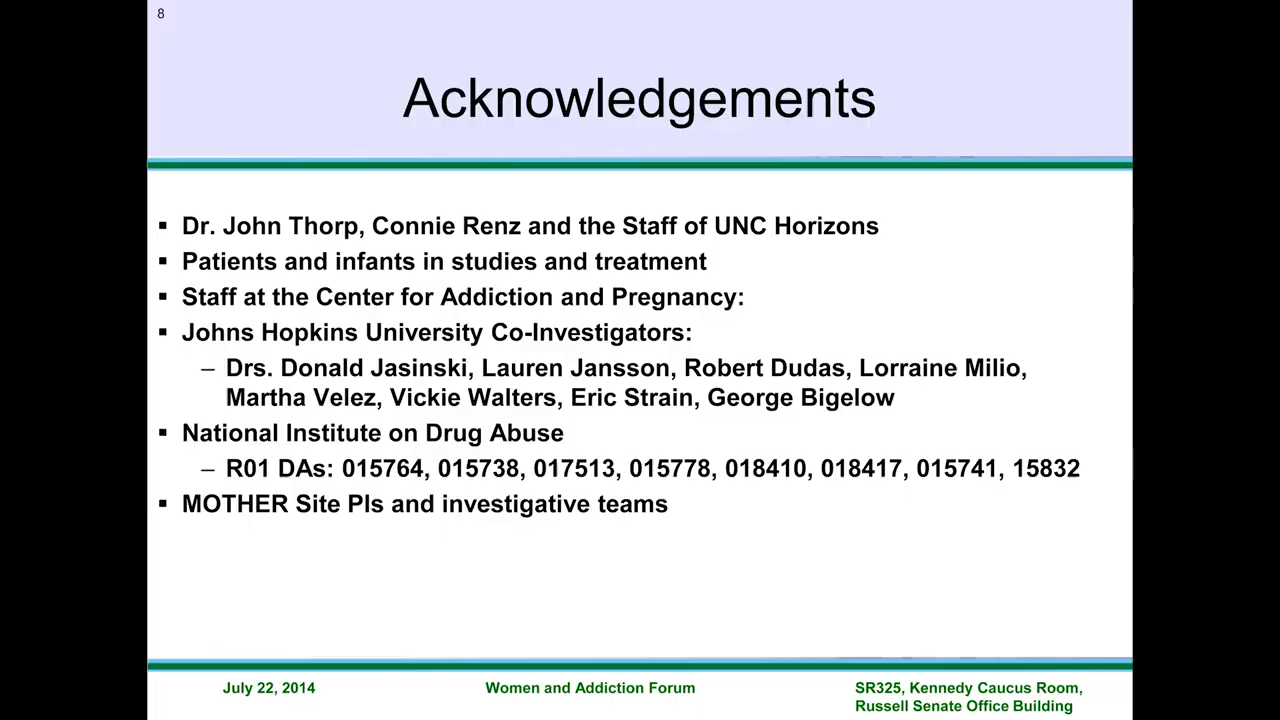 8
Acknowledgements
▪ Dr. John Thorp, Connie Renz and the Staff of UNC Horizons
▪ Patients and infants in studies and treatment
▪ Staff at the Center for Addiction and Pregnancy:
▪ Johns Hopkins University Co-Investigators:
– Drs. Donald Jasinski, Lauren Jansson, Robert Dudas, Lorraine Milio,
Martha Velez, Vickie Walters, Eric Strain, George Bigelow
▪ National Institute on Drug Abuse
– R01 DAs: 015764, 015738, 017513, 015778, 018410, 018417, 015741, 15832
▪ MOTHER Site PIs and investigative teams
July 22, 2014
Women and Addiction Forum
SR325, Kennedy Caucus Room,
Russell Senate Office Building